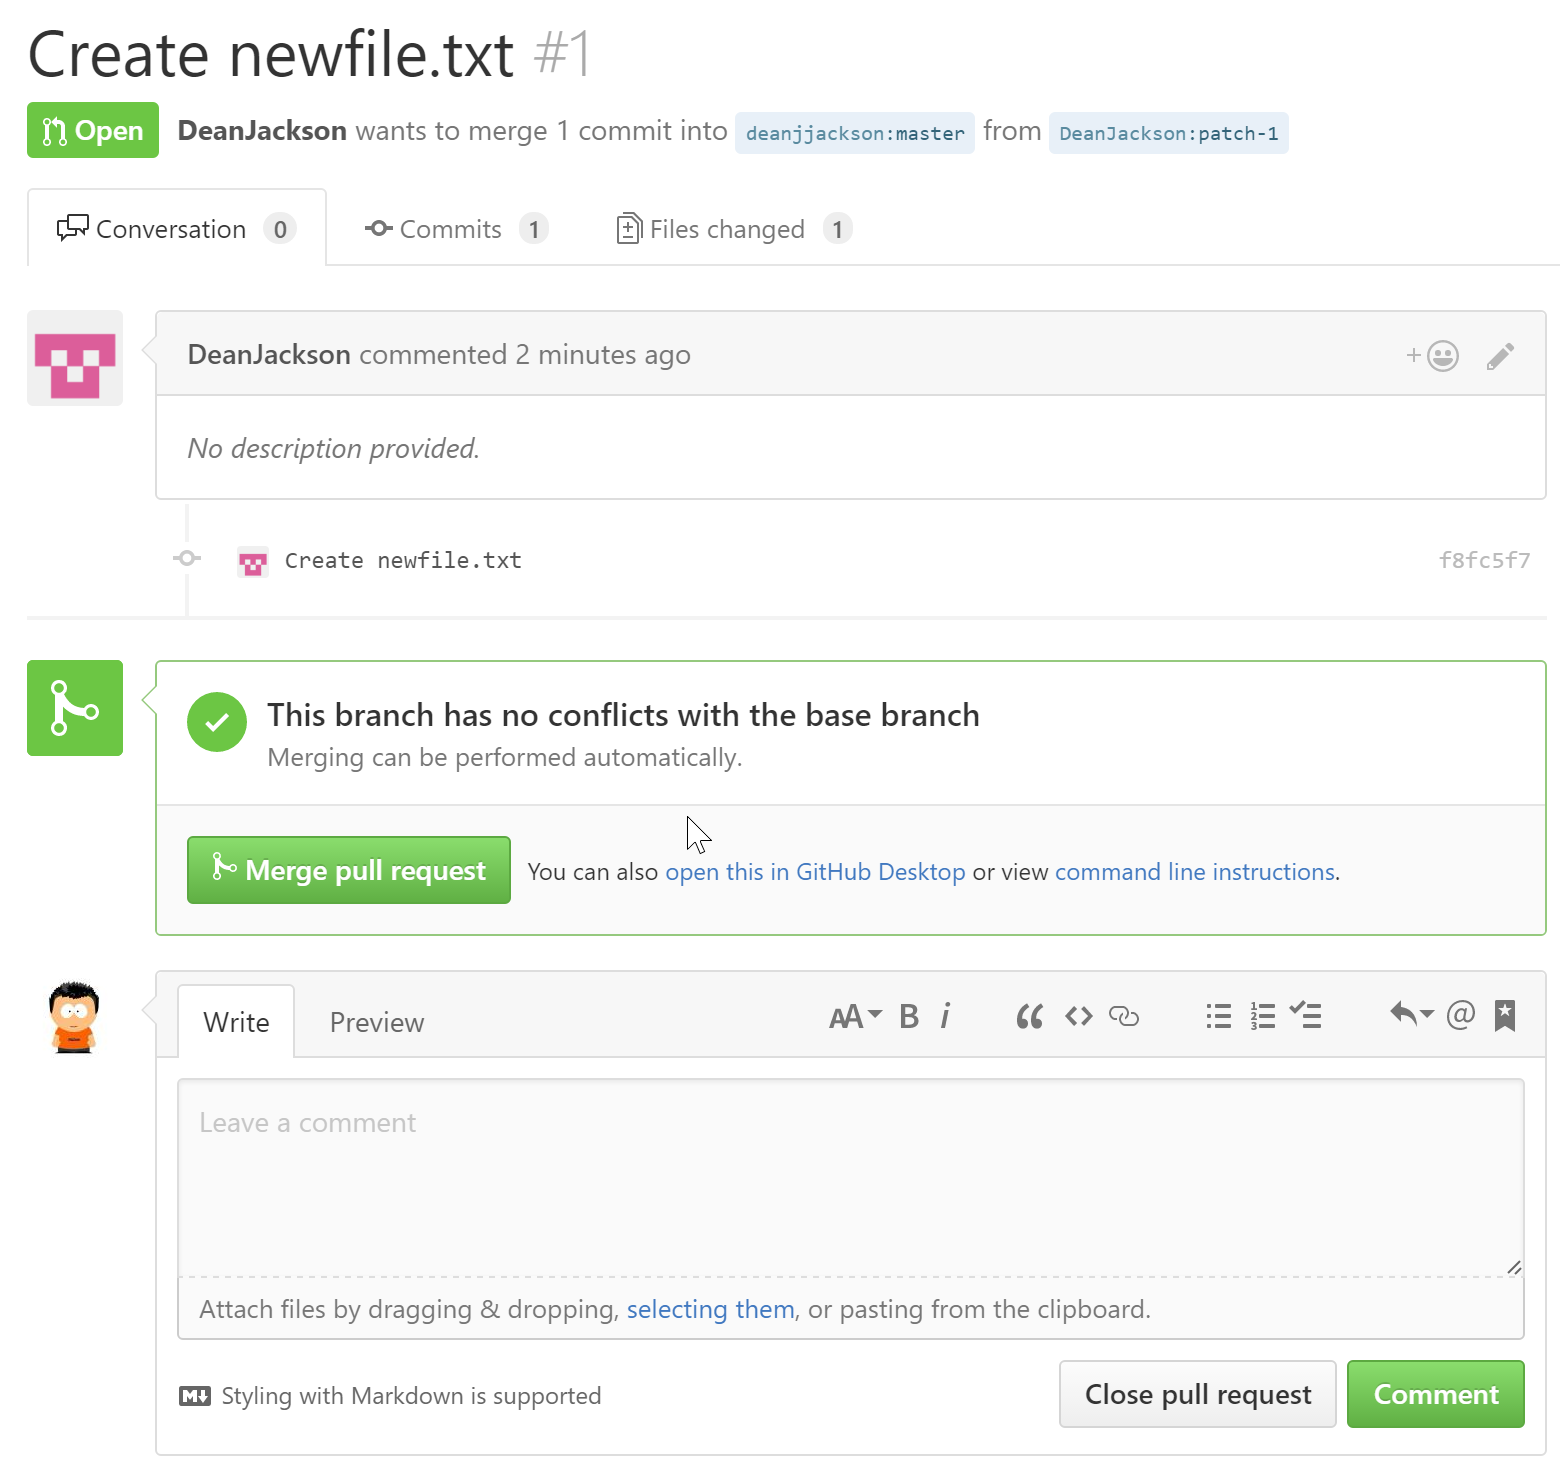 Create newfile.txt #1
Open DeanJackson wants to merge 1 commit into deanjjackson:master from DeanJackson:patch-1
Conversation 0 Commits 1 Files changed 1
DeanJackson commented 2 minutes ago
No description provided.
Create newfile.txt f8fc5f7
This branch has no conflicts with the base branch
Merging can be performed automatically.
Merge pull request You can also open this in GitHub Desktop or view command line instructions.
Write Preview AA B i
Leave a comment
Attach files by dragging & dropping, selecting them, or pasting from the clipboard.
M Styling with Markdown is supported Close pull request Comment